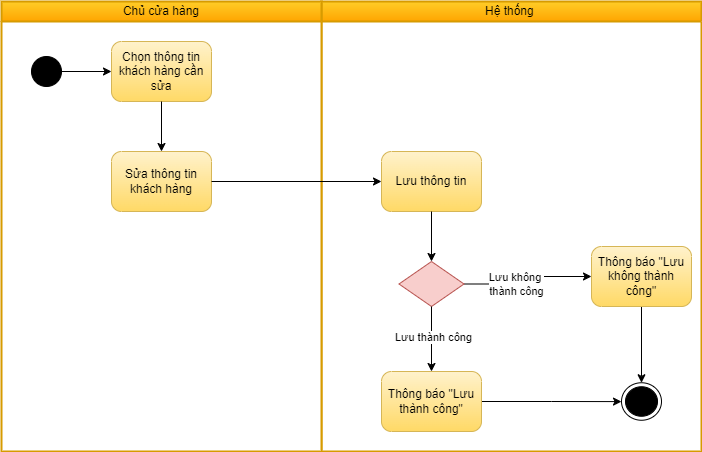 Chủ cửa hàng
Hệ thống
Chọn thông tin
khách hàng cần
sửa
Sửa thông tin
khách hàng
Lưu thông tin
Lưu không
thành công
Thông báo "Lưu
không thành
công"
Lưu thành công
Thông báo "Lưu
thành công"